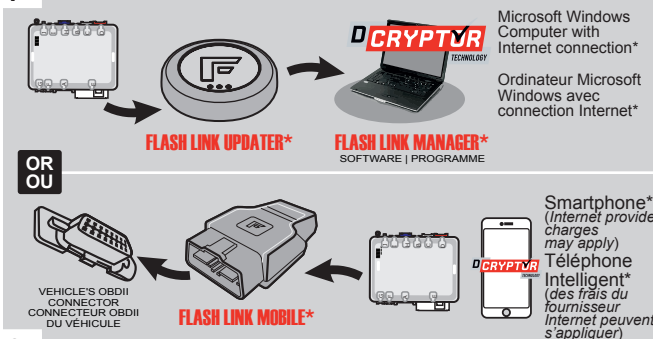 DCRYPTOR
TECHNOLOGY
FLASH LINK UPDATER*
FLASH LINK MANAGER*
SOFTWARE | PROGRAMME
Microsoft Windows
Computer with
Internet connection*
Ordinateur Microsoft
Windows avec
connection Internet*
OR
OU
VEHICLE'S OBDII
CONNECTOR
CONNECTEUR OBDII
DU VÉHICULE
FLASH LINK MOBILE*
DCRYPTOR
TECHNOLOGY
Smartphone*
(Internet provide
charges
may apply)
Téléphone
Intelligent*
(des frais du
fournisseur
Internet peuvent
s'appliquer)